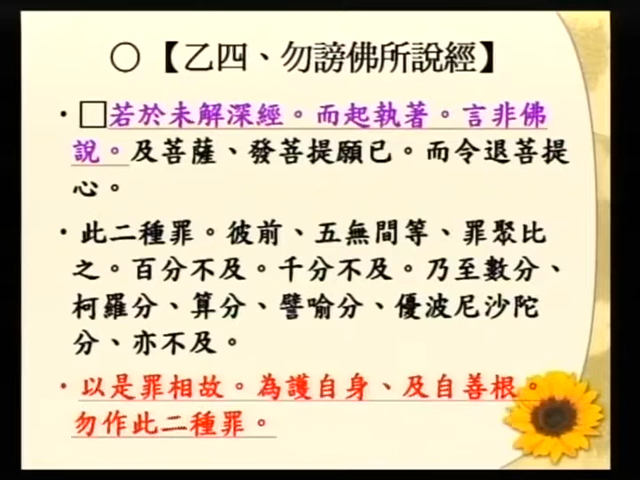 ○【乙四、勿謗佛所說經】
・□若於未解深經。而起執著。言非佛
說。及菩薩、發菩提願已。而令退菩提
心。
・此二種罪。彼前、五無間等、罪聚比
之。百分不及。千分不及。乃至數分、
柯羅分、算分、譬喻分、優波尼沙陀
分、亦不及。
・以是罪相故。為護自身、及自善根。
勿作此二種罪。